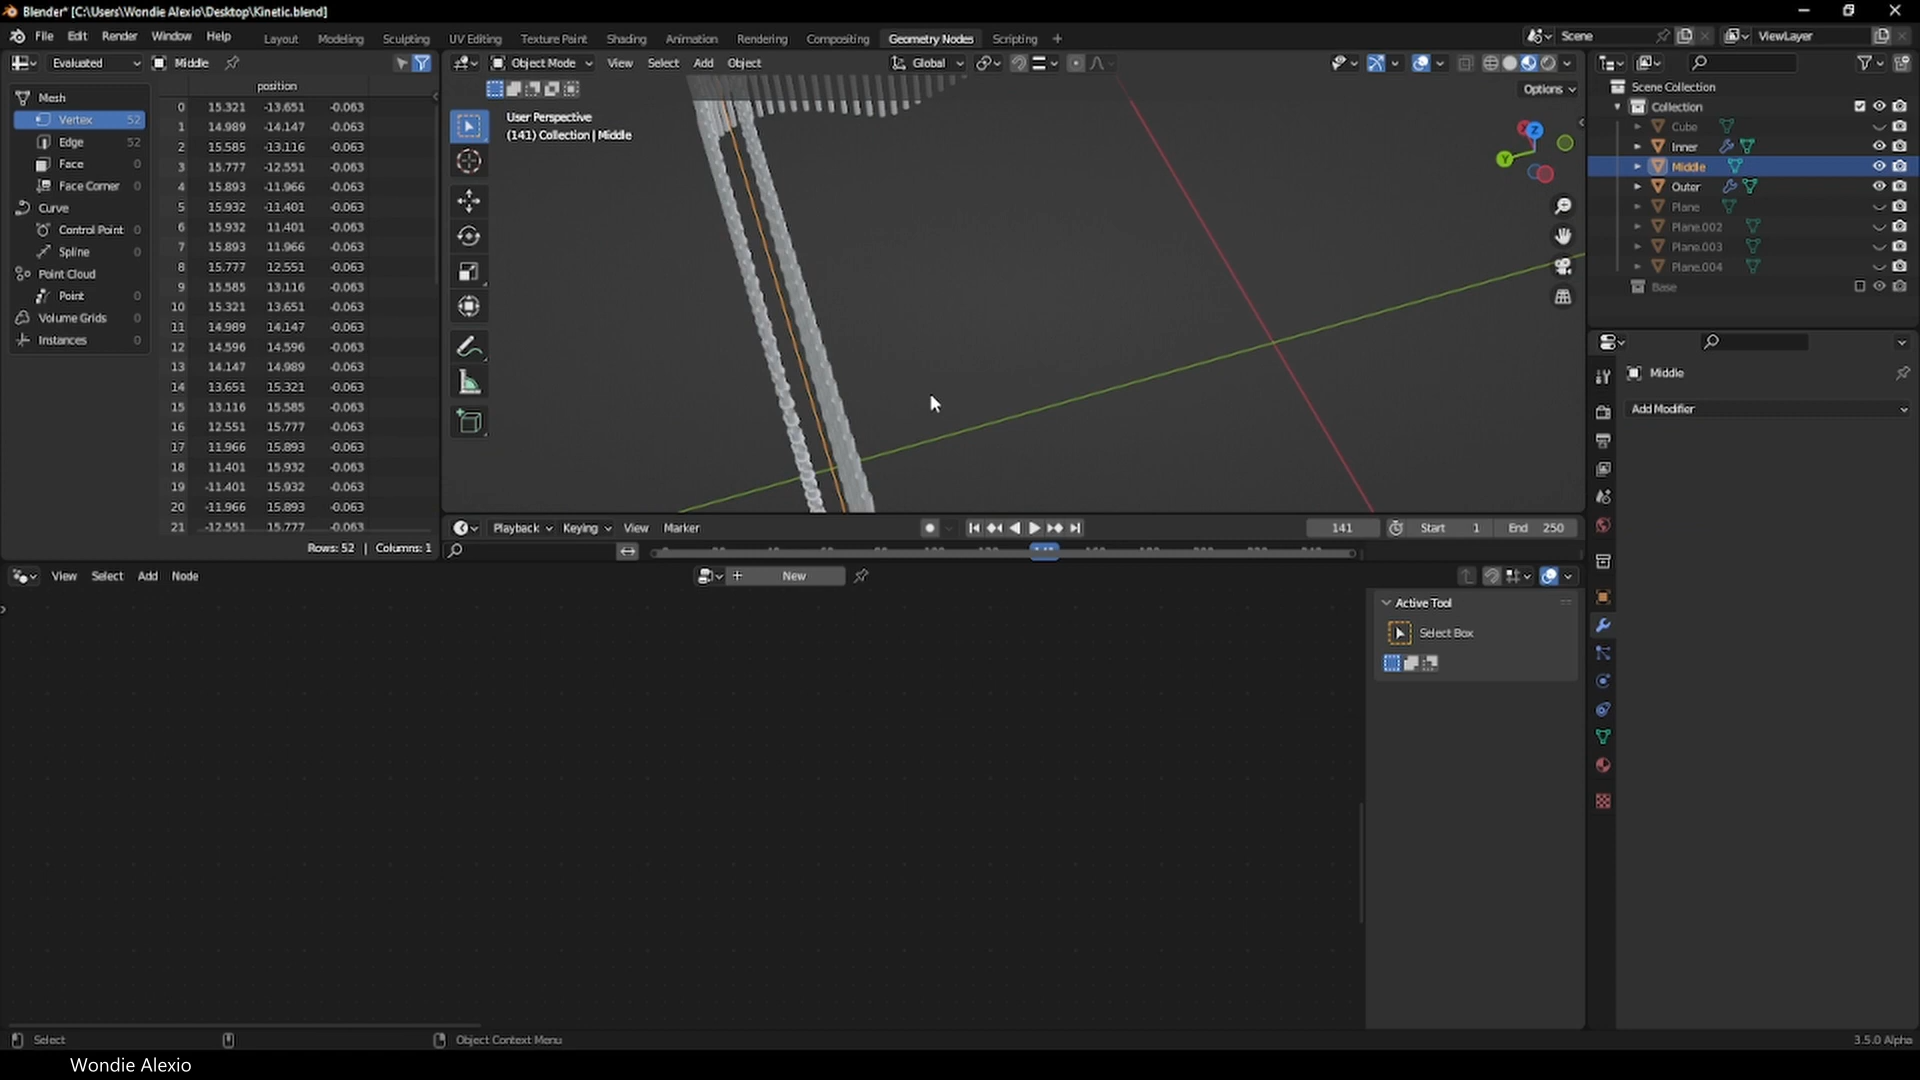 Blender* [C:\Users\Wondie Alexio\Desktop\Kinetic.blend]
File Edit Render Window Help
Layout Modeling Sculpting UV Editing Texture Paint Shading Animation Rendering Compositing Geometry Nodes Scripting +
Scene
ViewLayer
Evaluated
Middle
Object Mode View Select Add Object
Global
Options
position
Mesh
Vertex 52
Edge 52
Face 0
Face Corner 0
Curve
Control Point 0
Spline 0
Point Cloud
Point 0
Volume Grids 0
Instances 0
0 15.321 -13.651 -0.063
1 14.989 -14.147 -0.063
2 15.585 -13.116 -0.063
3 15.777 -12.551 -0.063
4 15.893 -11.966 -0.063
5 15.932 -11.401 -0.063
6 15.932 11.401 -0.063
7 15.893 11.966 -0.063
8 15.777 12.551 -0.063
9 15.585 13.116 -0.063
10 15.321 13.651 -0.063
11 14.989 14.147 -0.063
12 14.596 14.596 -0.063
13 14.147 14.989 -0.063
14 13.651 15.321 -0.063
15 13.116 15.585 -0.063
16 12.551 15.777 -0.063
17 11.966 15.893 -0.063
18 11.401 15.932 -0.063
19 -11.401 15.932 -0.063
20 -11.966 15.893 -0.063
21 -12.551 15.777 -0.063
Rows: 52 | Columns: 1
User Perspective
(141) Collection | Middle
X
Y
Z
Scene Collection
Collection
Cube
Inner
Middle
Outer
Plane
Plane.002
Plane.003
Plane.004
Base
Middle
Add Modifier
Playback Keying View Marker
141
Start 1
End 250
View Select Add Node
+ New
Active Tool
Select Box
Select
Object Context Menu
3.5.0 Alpha
Wondie Alexio